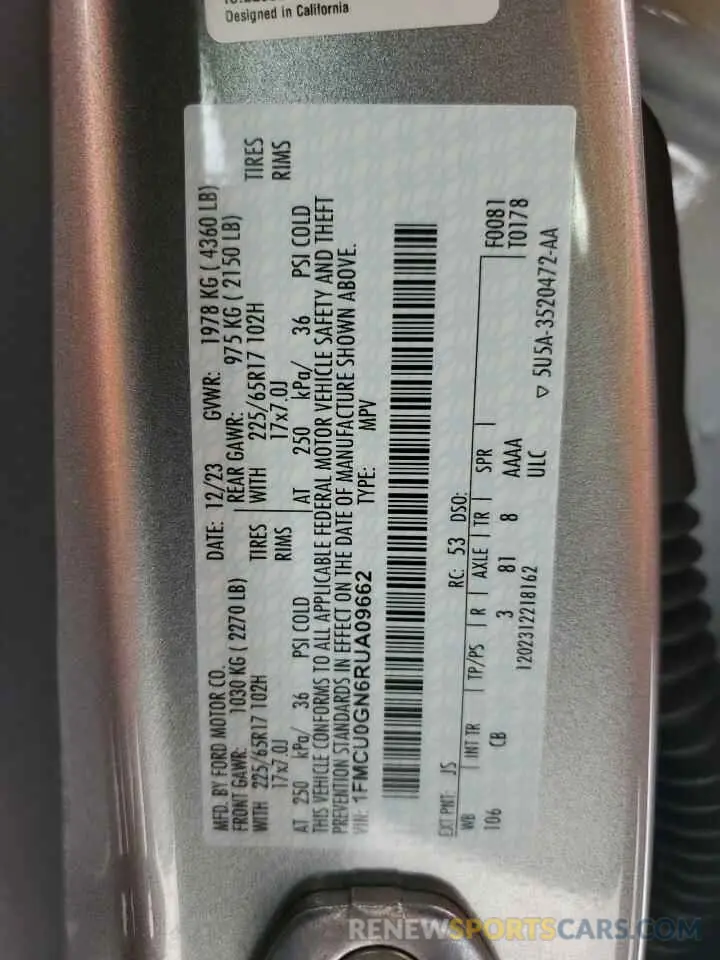 Designed in California
MFD. BY FORD MOTOR CO.
DATE: 12/23 GVWR: 1978 KG ( 4360 LB)
FRONT GAWR: 1030 KG ( 2270 LB)
REAR GAWR: 975 KG ( 2150 LB)
WITH 225/65R17 102H TIRES
WITH 225/65R17 102H TIRES
17x7.0J RIMS
17x7.0J RIMS
AT 250 kPa/ 36 PSI COLD
AT 250 kPa/ 36 PSI COLD
THIS VEHICLE CONFORMS TO ALL APPLICABLE FEDERAL MOTOR VEHICLE SAFETY AND THEFT
PREVENTION STANDARDS IN EFFECT ON THE DATE OF MANUFACTURE SHOWN ABOVE.
VIN: 1FMCU0GN6RUA09662 TYPE: MPV
EXT PNT: JS RC: 53 DSO:
WB INT TR TP/PS R AXLE TR SPR
106 CB 3 81 8 AAAA
ULC
F0081
T0178
1202312218162
▽ 5U5A-3520472-AA
RENEWSPORTSCARS.COM